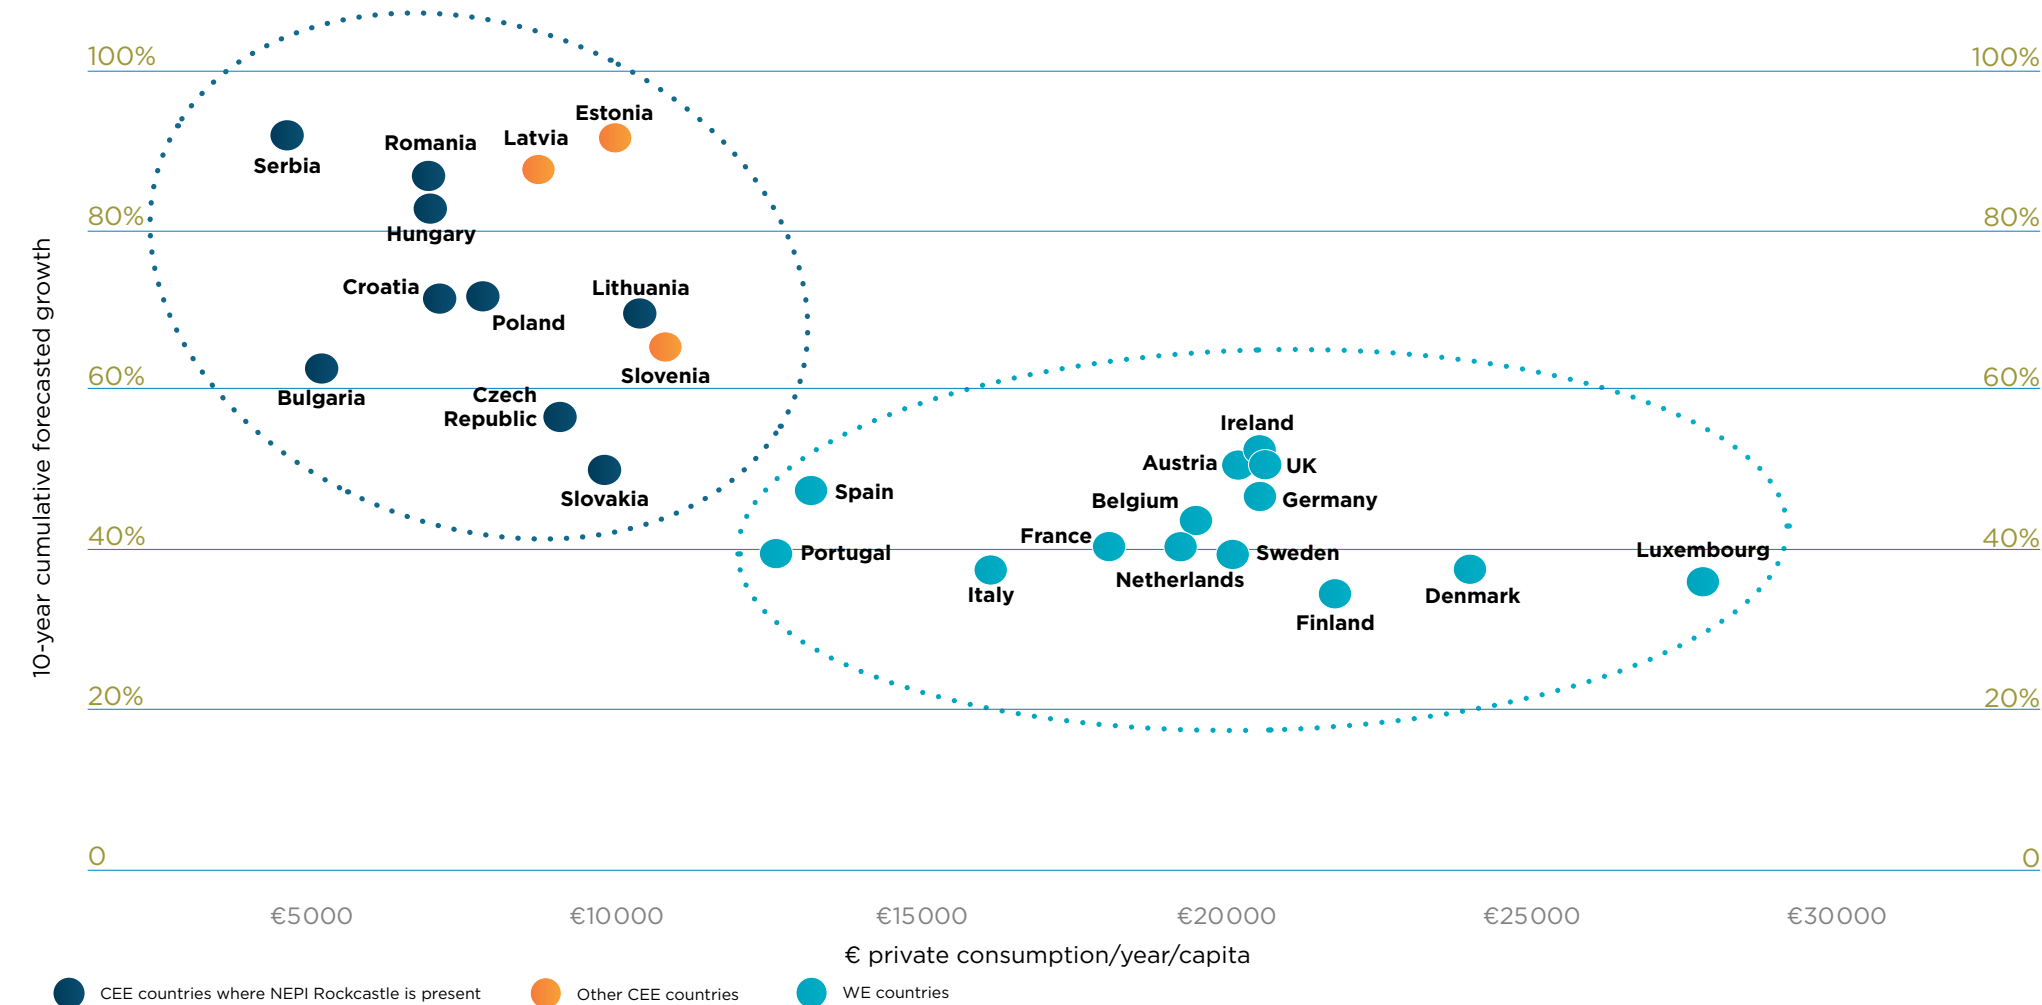 100%
100%
Estonia
Latvia
Romania
Serbia
80%
80%
Hungary
Croatia
Lithuania
Poland
Slovenia
60%
60%
Bulgaria
Czech
Republic
Ireland
Austria
UK
Slovakia
Spain
Belgium
Germany
40%
40%
France
Portugal
Sweden
Luxembourg
Netherlands
Italy
Denmark
Finland
20%
20%
0
0
10-year cumulative forecasted growth
€5000
€10000
€15000
€20000
€25000
€30000
€ private consumption/year/capita
CEE countries where NEPI Rockcastle is present
Other CEE countries
WE countries